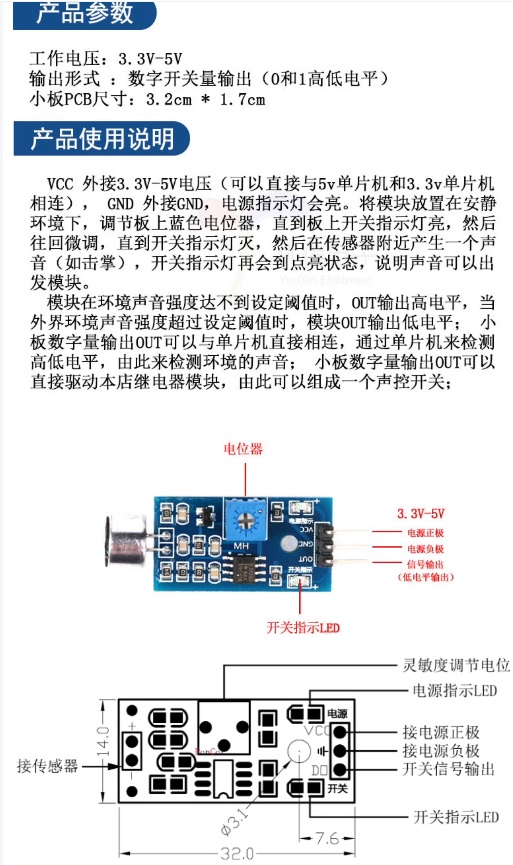 产品参数
工作电压：3.3V-5V
输出形式 ：数字开关量输出（0和1高低电平）
小板PCB尺寸：3.2cm * 1.7cm
产品使用说明
VCC 外接3.3V-5V电压（可以直接与5v单片机和3.3v单片机
相连）， GND 外接GND，电源指示灯会亮。将模块放置在安静
环境下，调节板上蓝色电位器，直到板上开关指示灯亮，然后
往回微调，直到开关指示灯灭，然后在传感器附近产生一个声
音（如击掌），开关指示灯再会到点亮状态，说明声音可以出
发模块。
模块在环境声音强度达不到设定阈值时，OUT输出高电平，当
外界环境声音强度超过设定阈值时，模块OUT输出低电平； 小
板数字量输出OUT可以与单片机直接相连，通过单片机来检测
高低电平，由此来检测环境的声音； 小板数字量输出OUT可以
直接驱动本店继电器模块，由此可以组成一个声控开关；
电位器
3.3V-5V
电源指示
VCC
电源正极
GND
电源负极
MH
OUT
信号输出
(低电平输出)
开关指示
开关指示LED
灵敏度调节电位
电源指示LED
电源
VCC
接电源正极
接电源负极
14.0
接传感器
DO
开关信号输出
开关
ø3.1
开关指示LED
7.6
32.0